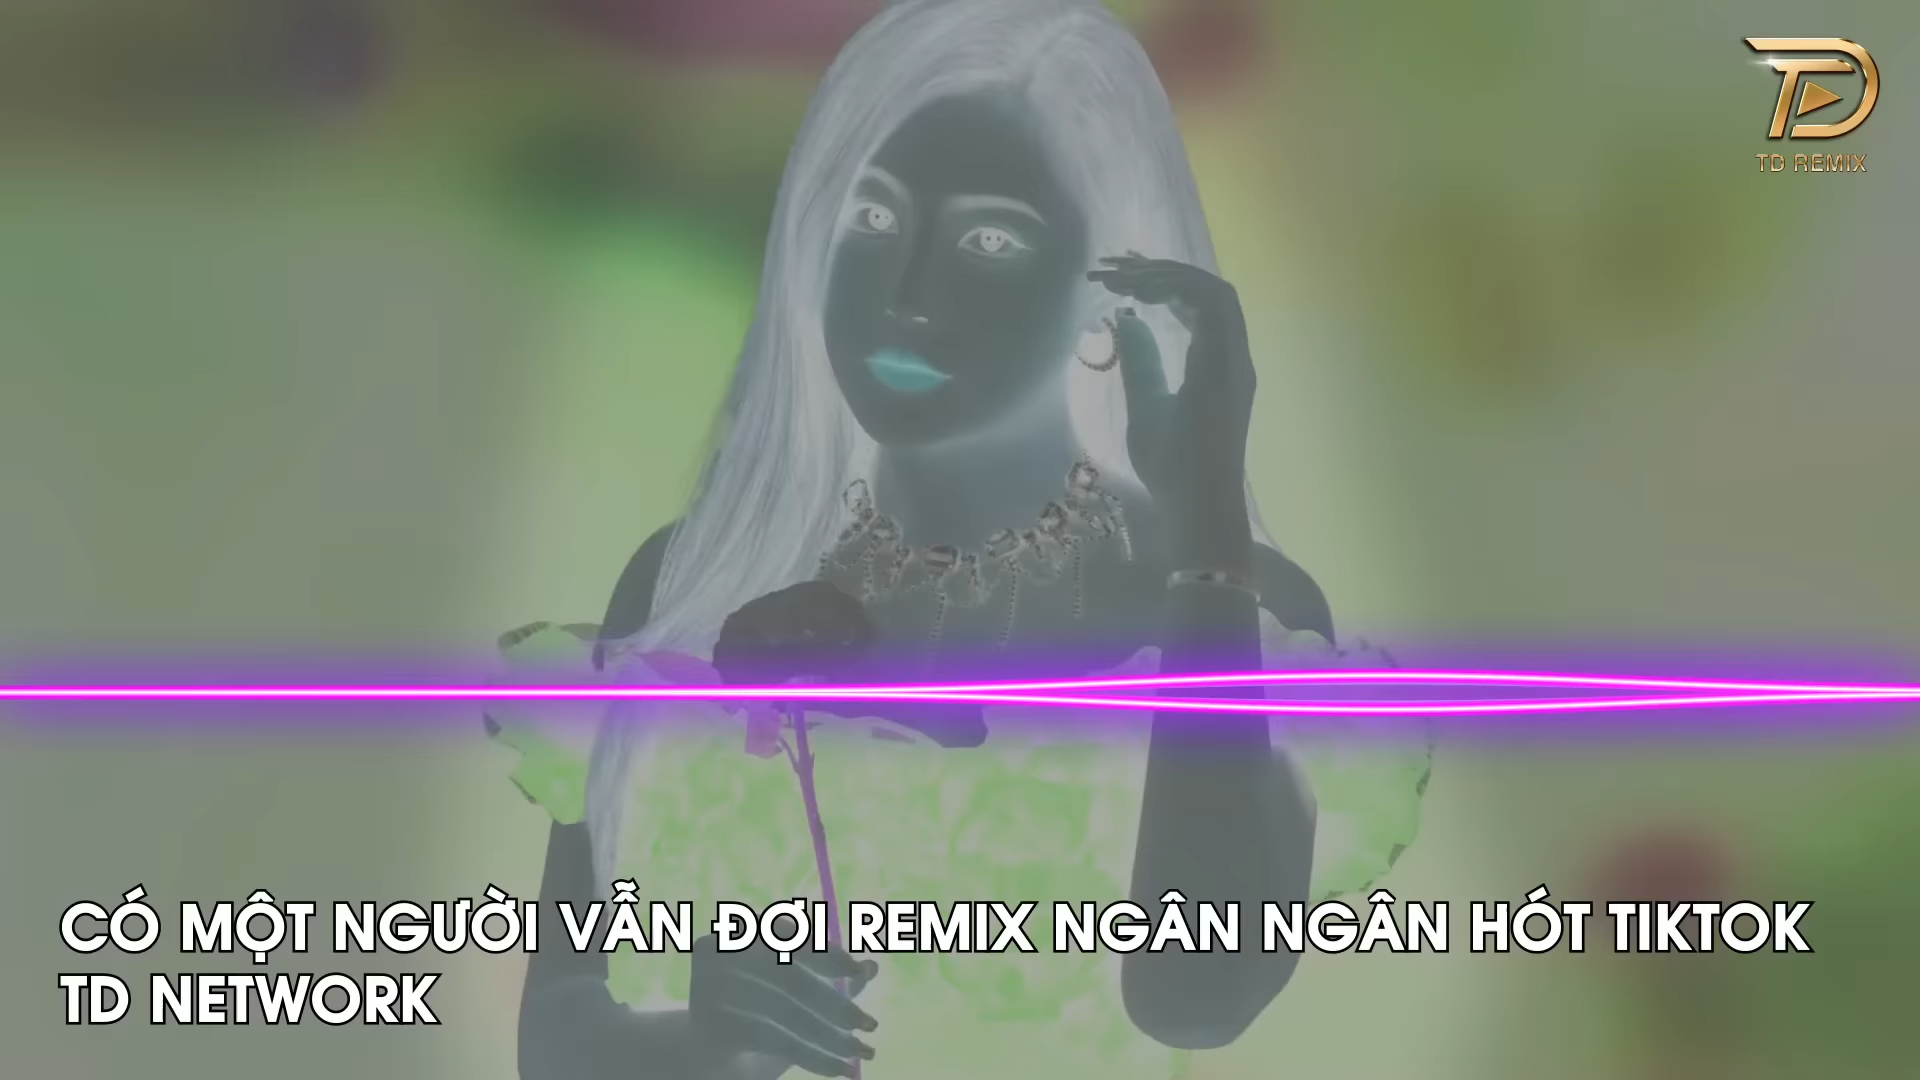 TD REMIX
CÓ MỘT NGƯỜI VẪN ĐỢI REMIX NGÂN NGÂN HÓT TIKTOK
TD NETWORK